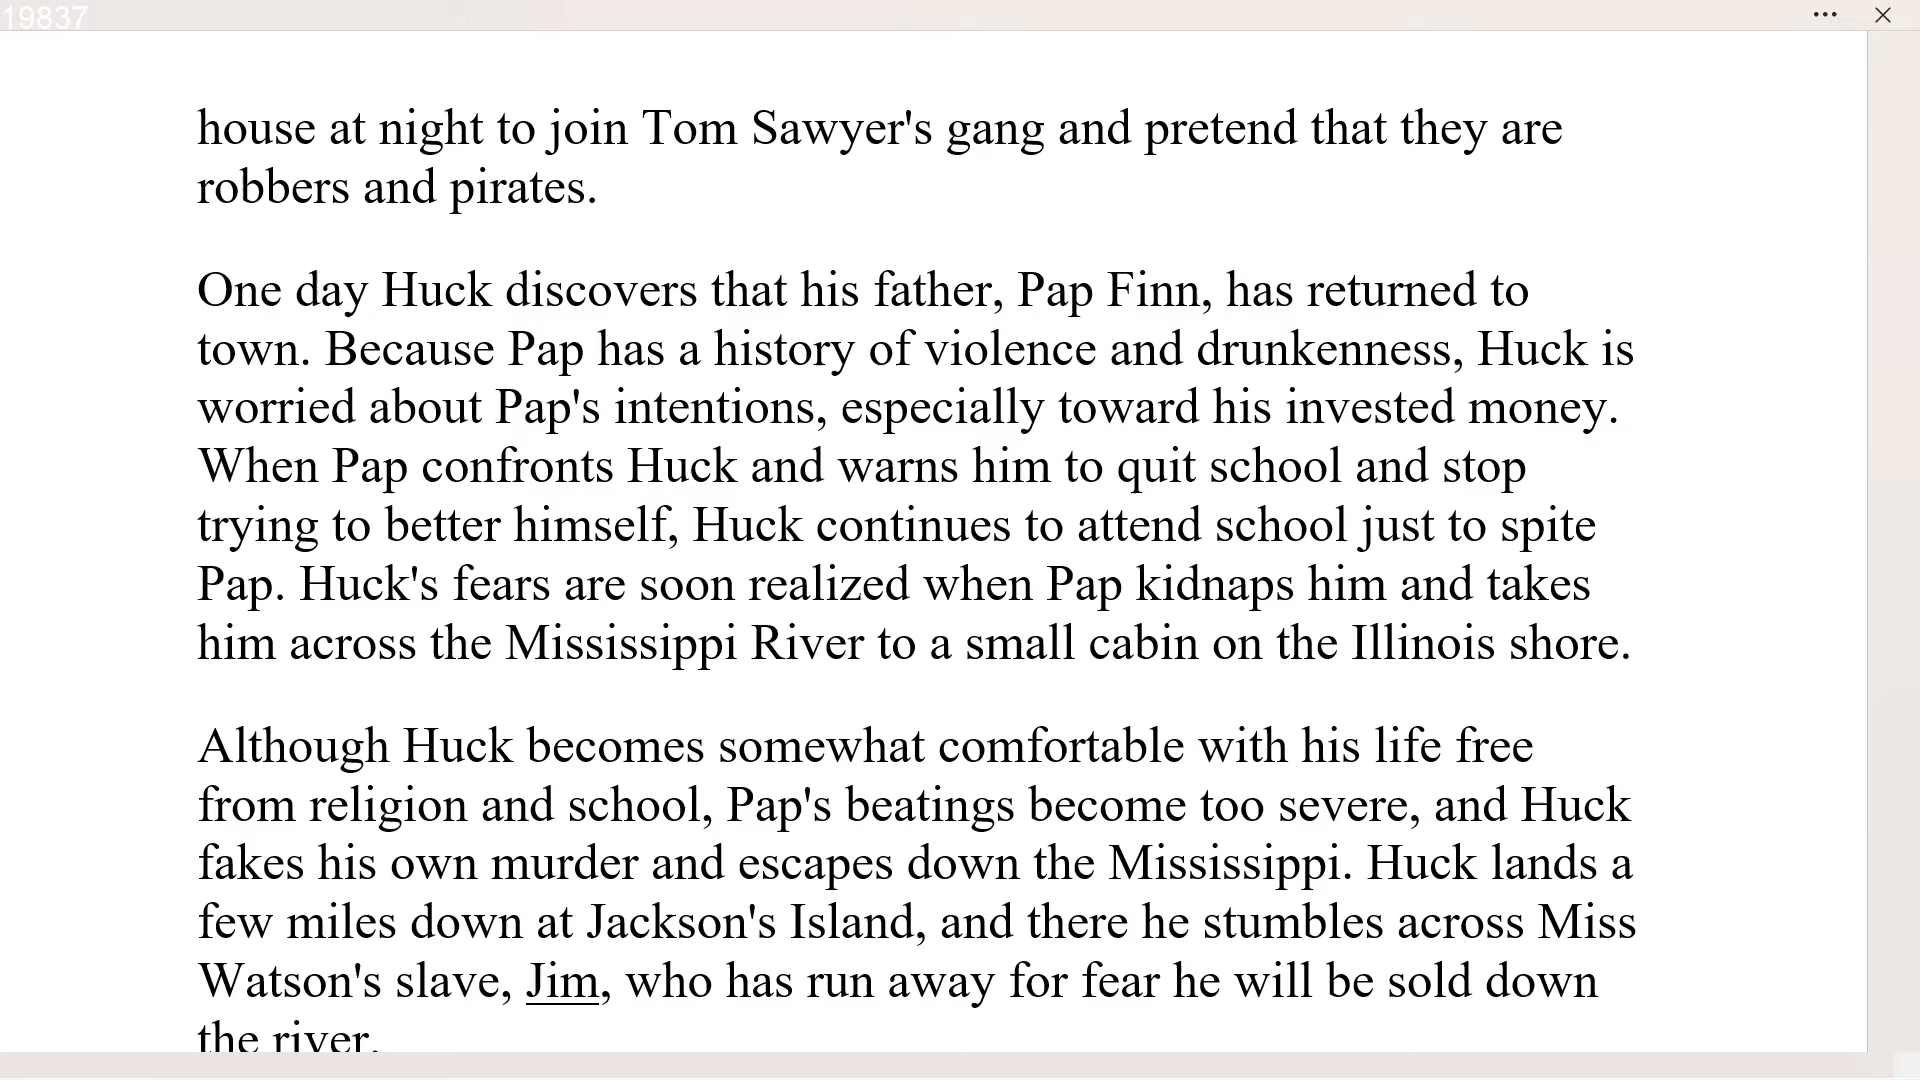 19837
house at night to join Tom Sawyer's gang and pretend that they are
robbers and pirates.
One day Huck discovers that his father, Pap Finn, has returned to
town. Because Pap has a history of violence and drunkenness, Huck is
worried about Pap's intentions, especially toward his invested money.
When Pap confronts Huck and warns him to quit school and stop
trying to better himself, Huck continues to attend school just to spite
Pap. Huck's fears are soon realized when Pap kidnaps him and takes
him across the Mississippi River to a small cabin on the Illinois shore.
Although Huck becomes somewhat comfortable with his life free
from religion and school, Pap's beatings become too severe, and Huck
fakes his own murder and escapes down the Mississippi. Huck lands a
few miles down at Jackson's Island, and there he stumbles across Miss
Watson's slave, Jim, who has run away for fear he will be sold down
the river.